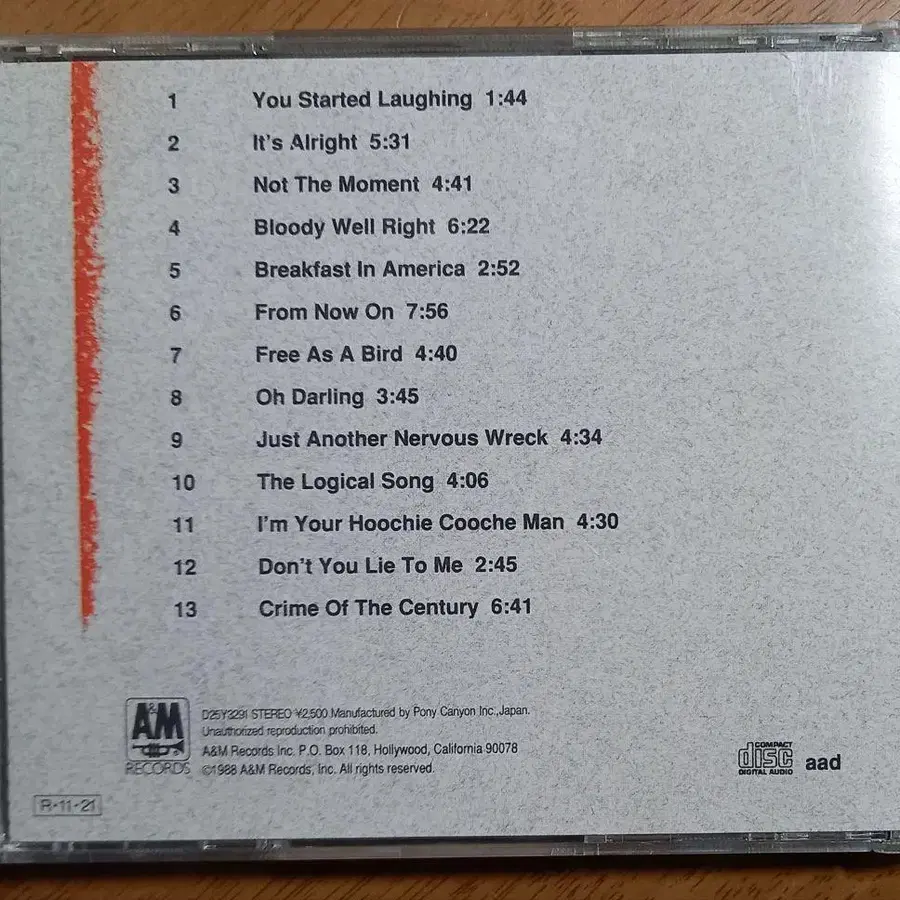 1 You Started Laughing 1:44
2 It's Alright 5:31
3 Not The Moment 4:41
4 Bloody Well Right 6:22
5 Breakfast In America 2:52
6 From Now On 7:56
7 Free As A Bird 4:40
8 Oh Darling 3:45
9 Just Another Nervous Wreck 4:34
10 The Logical Song 4:06
11 I'm Your Hoochie Cooche Man 4:30
12 Don't You Lie To Me 2:45
13 Crime Of The Century 6:41
A&M
RECORDS
D25Y3291 STEREO ¥2,500 Manufactured by Pony Canyon Inc.,Japan.
Unauthorized reproduction prohibited.
A&M Records Inc. P.O. Box 118, Hollywood, California 90078
©1988 A&M Records, Inc. All rights reserved.
COMPACT
disc
DIGITAL AUDIO
aad
R·11·21